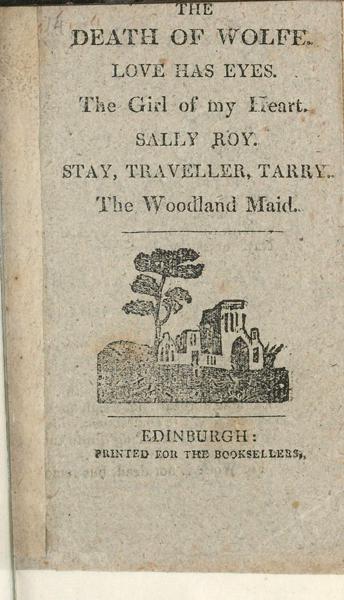 THE
DEATH OF WOLFE.
LOVE HAS EYES.
The Girl of my Heart.
SALLY ROY.
STAY, TRAVELLER, TARRY.
The Woodland Maid.
EDINBURGH:
PRINTED FOR THE BOOKSELLERS,